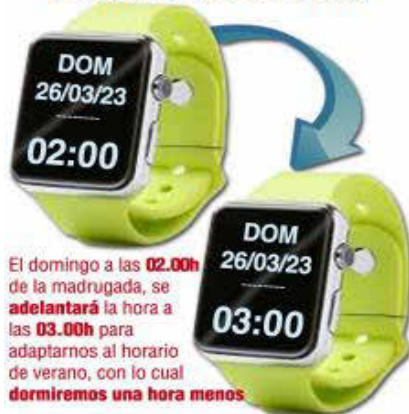 DOM
26/03/23
02:00
DOM
26/03/23
03:00
El domingo a las 02.00h
de la madrugada, se
adelantará la hora a
las 03.00h para
adaptarnos al horario
de verano, con lo cual
dormiremos una hora menos